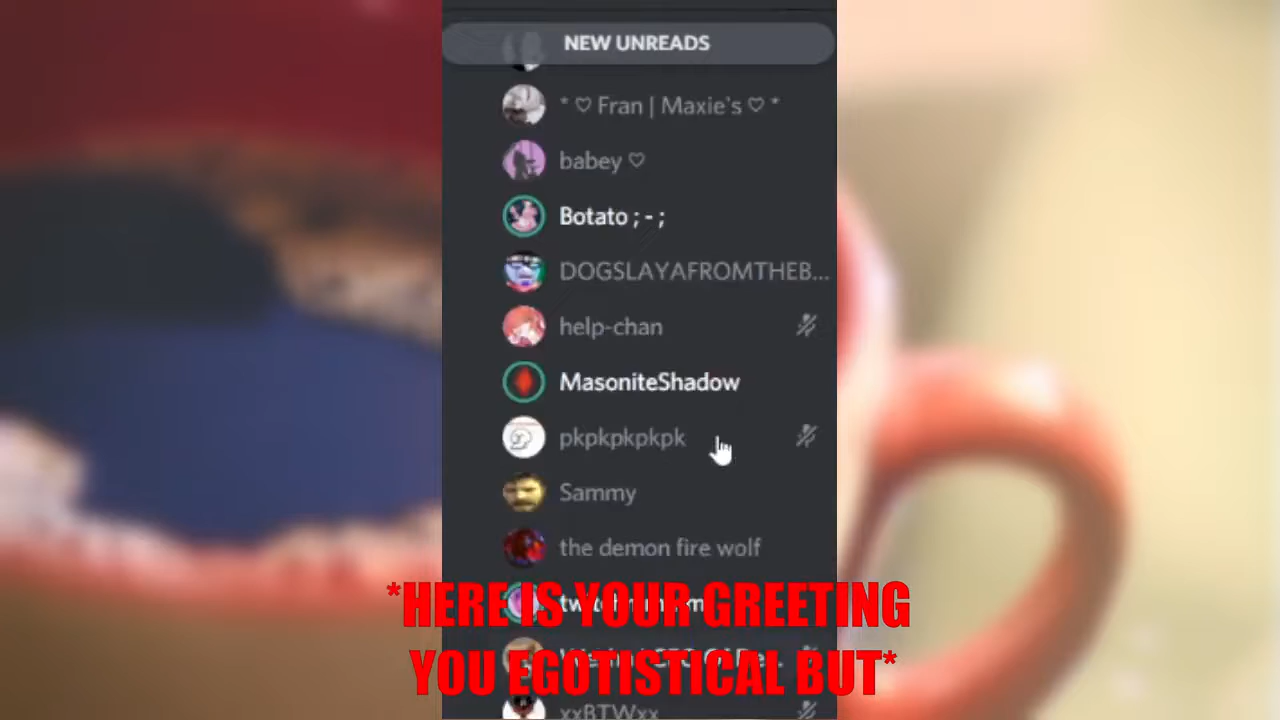 NEW UNREADS
* ♡ Fran | Maxie's ♡ *
babey ♡
Botato ; - ;
DOGSLAYAFROMTHEB...
help-chan
MasoniteShadow
pkpkpkpkpk
Sammy
the demon fire wolf
*HERE IS YOUR GREETING
YOU EGOTISTICAL BUT*
xxBTWxx